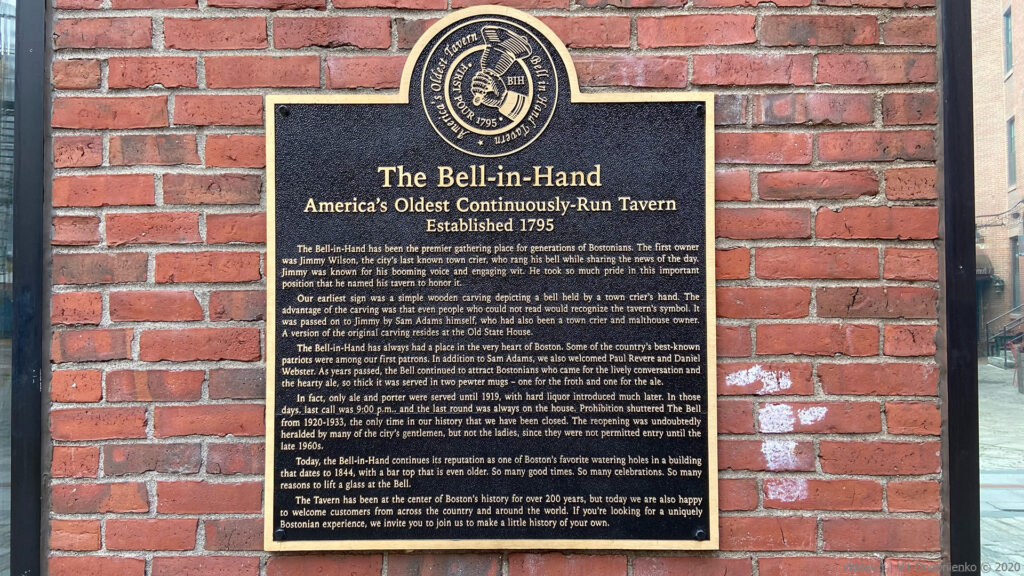 America's Oldest Tavern
Bell in Hand Tavern
FIRST POUR 1795
BIH
The Bell-in-Hand
America's Oldest Continuously-Run Tavern
Established 1795
The Bell-in-Hand has been the premier gathering place for generations of Bostonians. The first owner
was Jimmy Wilson, the city's last known town crier, who rang his bell while sharing the news of the day.
Jimmy was known for his booming voice and engaging wit. He took so much pride in this important
position that he named his tavern to honor it.
Our earliest sign was a simple wooden carving depicting a bell held by a town crier's hand. The
advantage of the carving was that even people who could not read would recognize the tavern's symbol. It
was passed on to Jimmy by Sam Adams himself, who had also been a town crier and malthouse owner.
A version of the original carving resides at the Old State House.
The Bell-in-Hand has always had a place in the very heart of Boston. Some of the country's best-known
patriots were among our first patrons. In addition to Sam Adams, we also welcomed Paul Revere and Daniel
Webster. As years passed, the Bell continued to attract Bostonians who came for the lively conversation and
the hearty ale, so thick it was served in two pewter mugs – one for the froth and one for the ale.
In fact, only ale and porter were served until 1919, with hard liquor introduced much later. In those
days, last call was 9:00 p.m., and the last round was always on the house. Prohibition shuttered The Bell
from 1920-1933, the only time in our history that we have been closed. The reopening was undoubtedly
heralded by many of the city's gentlemen, but not the ladies, since they were not permitted entry until the
late 1960s.
Today, the Bell-in-Hand continues its reputation as one of Boston's favorite watering holes in a building
that dates to 1844, with a bar top that is even older. So many good times. So many celebrations. So many
reasons to lift a glass at the Bell.
The Tavern has been at the center of Boston's history for over 200 years, but today we are also happy
to welcome customers from across the country and around the world. If you're looking for a uniquely
Bostonian experience, we invite you to join us to make a little history of your own.
© 2020